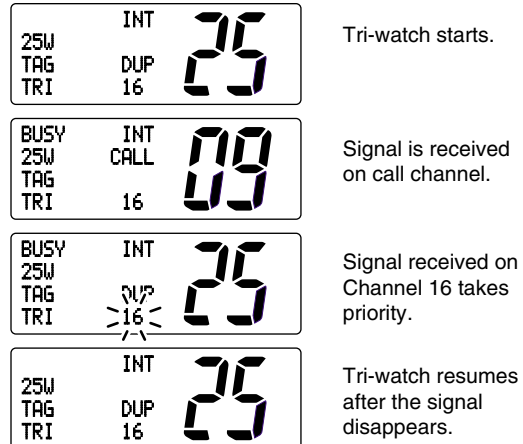 INT
25W
TAG DUP
TRI 16
25
Tri-watch starts.
BUSY INT
25W CALL
TAG
TRI 16
09
Signal is received
on call channel.
BUSY INT
25W
TAG DUP
TRI 16
25
Signal received on
Channel 16 takes
priority.
INT
25W
TAG DUP
TRI 16
25
Tri-watch resumes
after the signal
disappears.